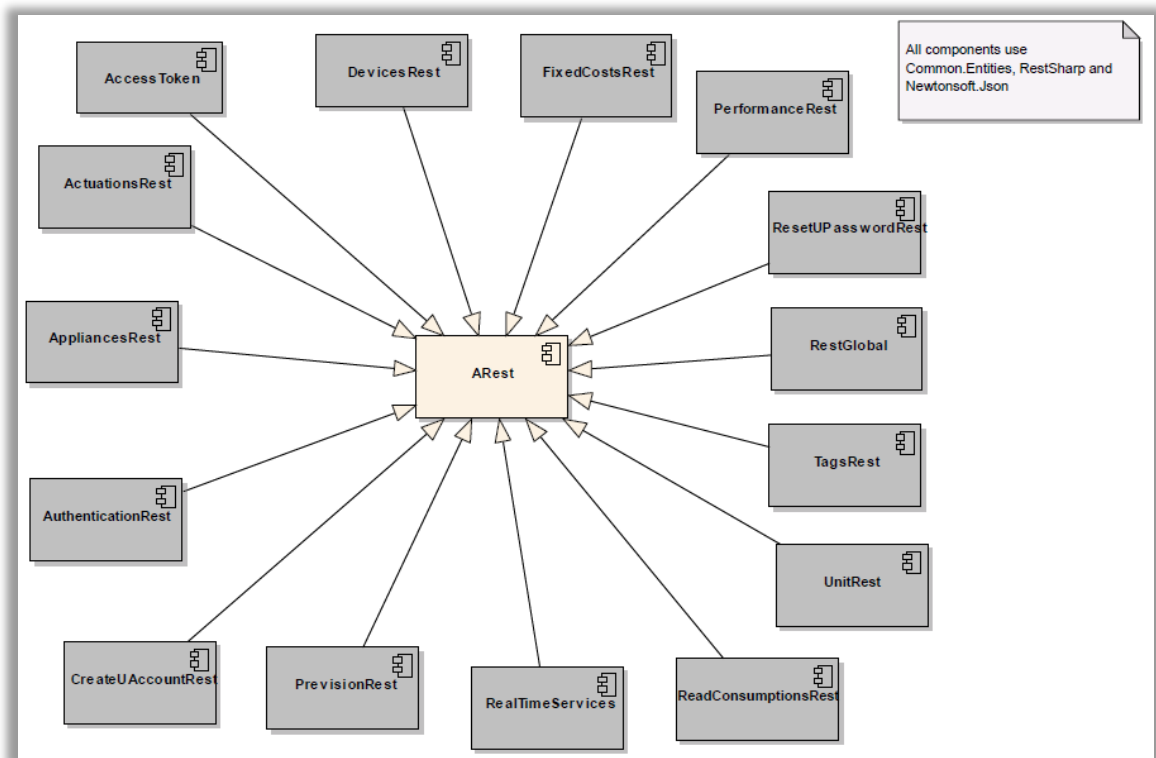 AccessToken
DevicesRest
FixedCostsRest
PerformanceRest
All components use
Common.Entities, RestSharp and
Newtonsoft.Json
ActuationsRest
ResetUPasswordRest
AppliancesRest
RestGlobal
ARest
TagsRest
AuthenticationRest
UnitRest
CreateUAccountRest
PrevisionRest
RealTimeServices
ReadConsumptionsRest